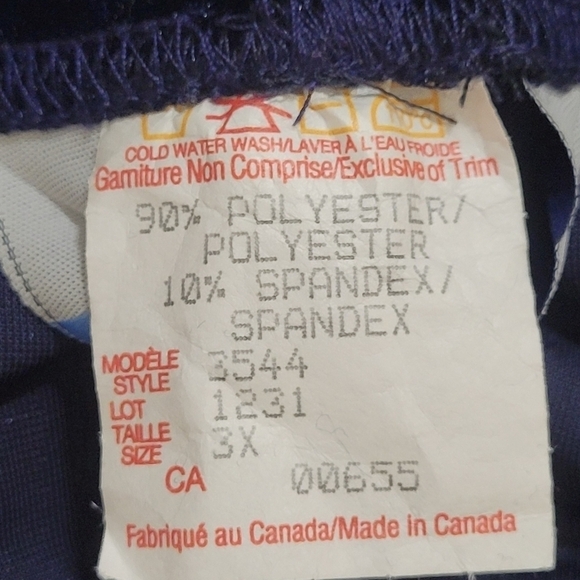 COLD WATER WASH/LAVER À L'EAU FROIDE
Garniture Non Comprise/Exclusive of Trim
90% POLYESTER/
POLYESTER
10% SPANDEX/
SPANDEX
MODÈLE
STYLE 3544
LOT 1231
TAILLE
SIZE 3X
CA 00655
Fabriqué au Canada/Made in Canada